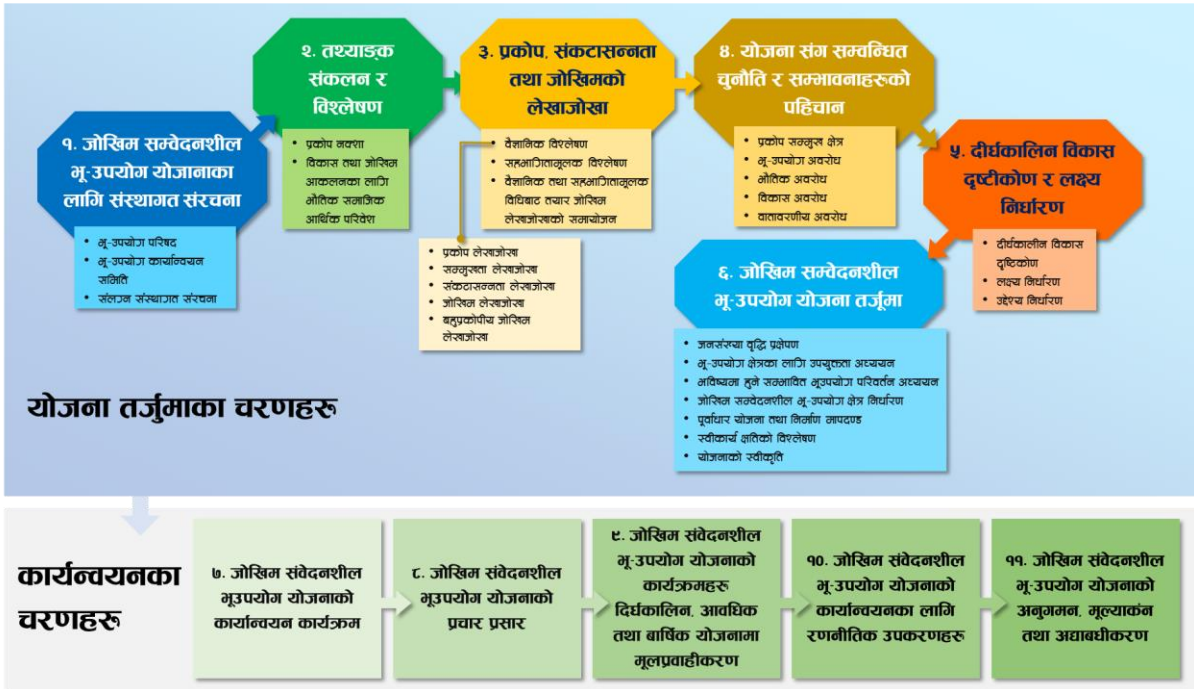 १. जोखिम सम्वेदनशील
भू-उपयोग योजानाका
लागि संस्थागत संरचना
• भू-उपयोग परिषद
• भू-उपयोग कार्यान्वयन
समिति
• संलग्न संस्थागत संरचना
२. तथ्याङ्क
संकलन र
विश्लेषण
• प्रकोप नक्शा
• विकास तथा जोखिम
आकलनका लागि
भौतिक समाजिक
आर्थिक परिवेश
३. प्रकोप, संकटासन्नता
तथा जोखिमको
लेखाजोखा
• वैज्ञानिक विश्लेषण
• सहभागितामूलक विश्लेषण
• वैज्ञानिक तथा सहभागितामूलक
विधिबाट तयार जोखिम
लेखाजोखाको समायोजन
• प्रकोप लेखाजोखा
• सम्मुखता लेखाजोखा
• संकटासन्नता लेखाजोखा
• जोखिम लेखाजोखा
• बहुप्रकोपीय जोखिम
लेखाजोखा
४. योजना संग सम्वन्धित
चुनौति र सम्भावनाहरुको
पहिचान
• प्रकोप सम्मुख क्षेत्र
• भू-उपयोग अवरोध
• भौतिक अवरोध
• विकास अवरोध
• वातावरणीय अवरोध
५. दीर्घकालिन विकास
दृष्टीकोण र लक्ष्य
निर्धारण
• दीर्घकालीन विकास
दृष्टिकोण
• लक्ष्य निर्धारण
• उद्देश्य निर्धारण
६. जोखिम सम्वेदनशील
भू-उपयोग योजना तर्जूमा
• जनसंख्या वृद्धि प्रक्षेपण
• भू-उपयोग क्षेत्रका लागि उपयुक्तता अध्ययन
• भविष्यमा हुने सम्भावित भूउपयोग परिवर्तन अध्ययन
• जोखिम सम्वेदनशील भू-उपयोग क्षेत्र निर्धारण
• पूर्वाधार योजना तथा निर्माण मापदण्ड
• स्वीकार्य क्षतिको विश्लेषण
• योजनाको स्वीकृति
योजना तर्जुमाका चरणहरु
कार्यन्वयनका
चरणहरु
७. जोखिम संवेदनशील
भूउपयोग योजनाको
कार्यान्वयन कार्यक्रम
८. जोखिम संवेदनशील
भूउपयोग योजनाको
प्रचार प्रसार
९. जोखिम संवेदनशील
भू-उपयोग योजनाको
कार्यक्रमहरु
दिर्घकालिन, आवधिक
तथा बार्षिक योजनामा
मूलप्रवाहीकरण
१०. जोखिम संवेदनशील
भू-उपयोग योजनाको
कार्यान्वयनका लागि
रणनीतिक उपकरणहरु
११. जोखिम संवेदनशील
भू-उपयोग योजनाको
अनुगमन, मूल्याकंन
तथा अद्याबधीकरण